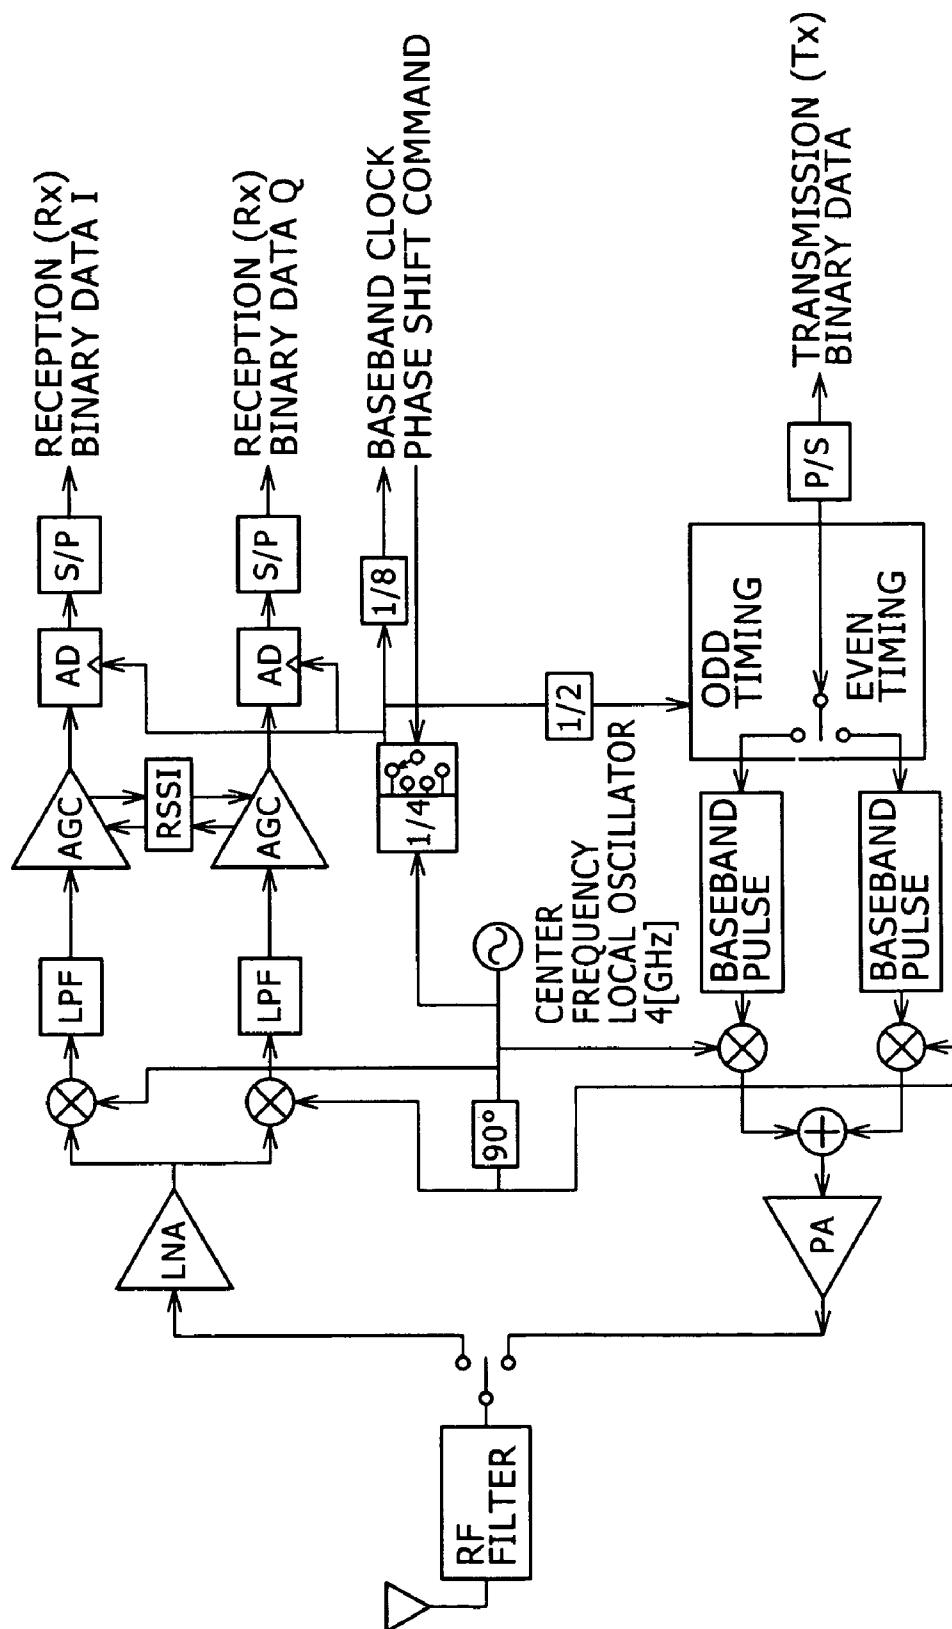 RECEPTION (Rx)
BINARY DATA I
S/P
AD
AGC
LPF
RSSI
RECEPTION (Rx)
BINARY DATA Q
S/P
AD
AGC
LPF
LNA
BASEBAND CLOCK
PHASE SHIFT COMMAND
1/8
1/4
1/2
90°
CENTER
FREQUENCY
LOCAL OSCILLATOR
4[GHz]
RF
FILTER
TRANSMISSION (Tx)
BINARY DATA
P/S
ODD
TIMING
EVEN
TIMING
BASEBAND
PULSE
BASEBAND
PULSE
PA